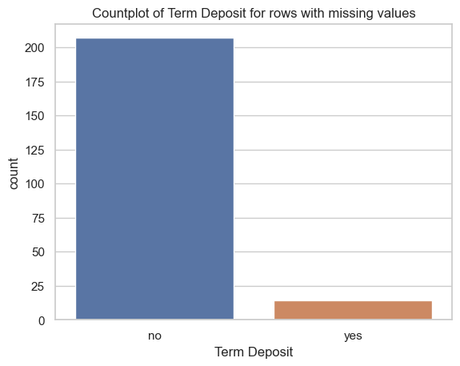 Countplot of Term Deposit for rows with missing values
200
175
150
125
100
75
50
25
0
count
no yes
Term Deposit